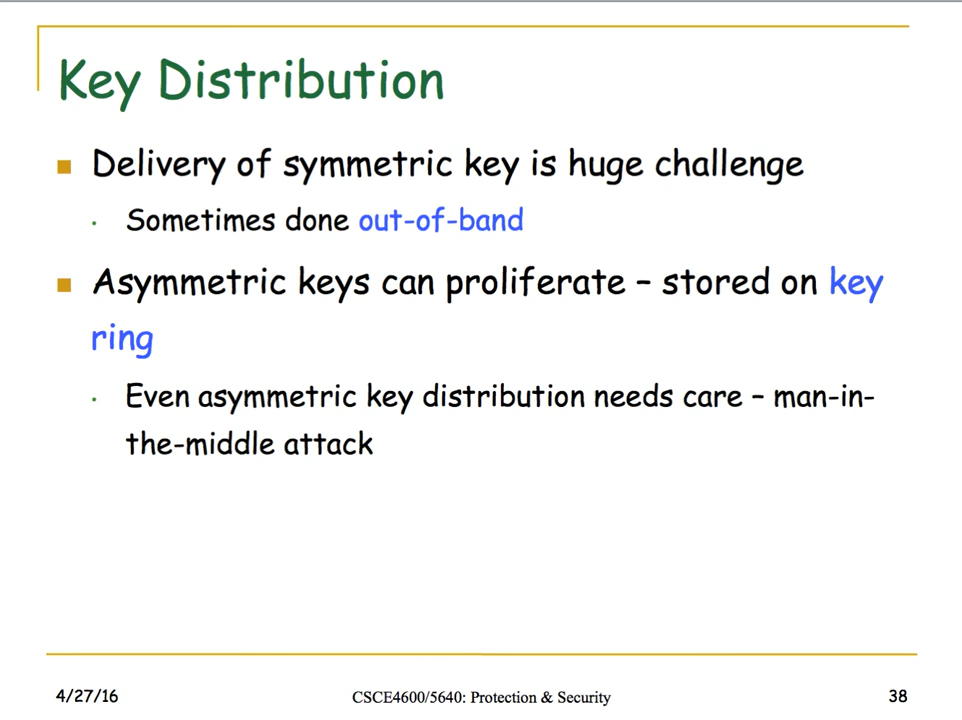 Key Distribution
Delivery of symmetric key is huge challenge
Sometimes done out-of-band
Asymmetric keys can proliferate – stored on key
ring
Even asymmetric key distribution needs care – man-in-
the-middle attack
4/27/16 CSCE4600/5640: Protection & Security 38